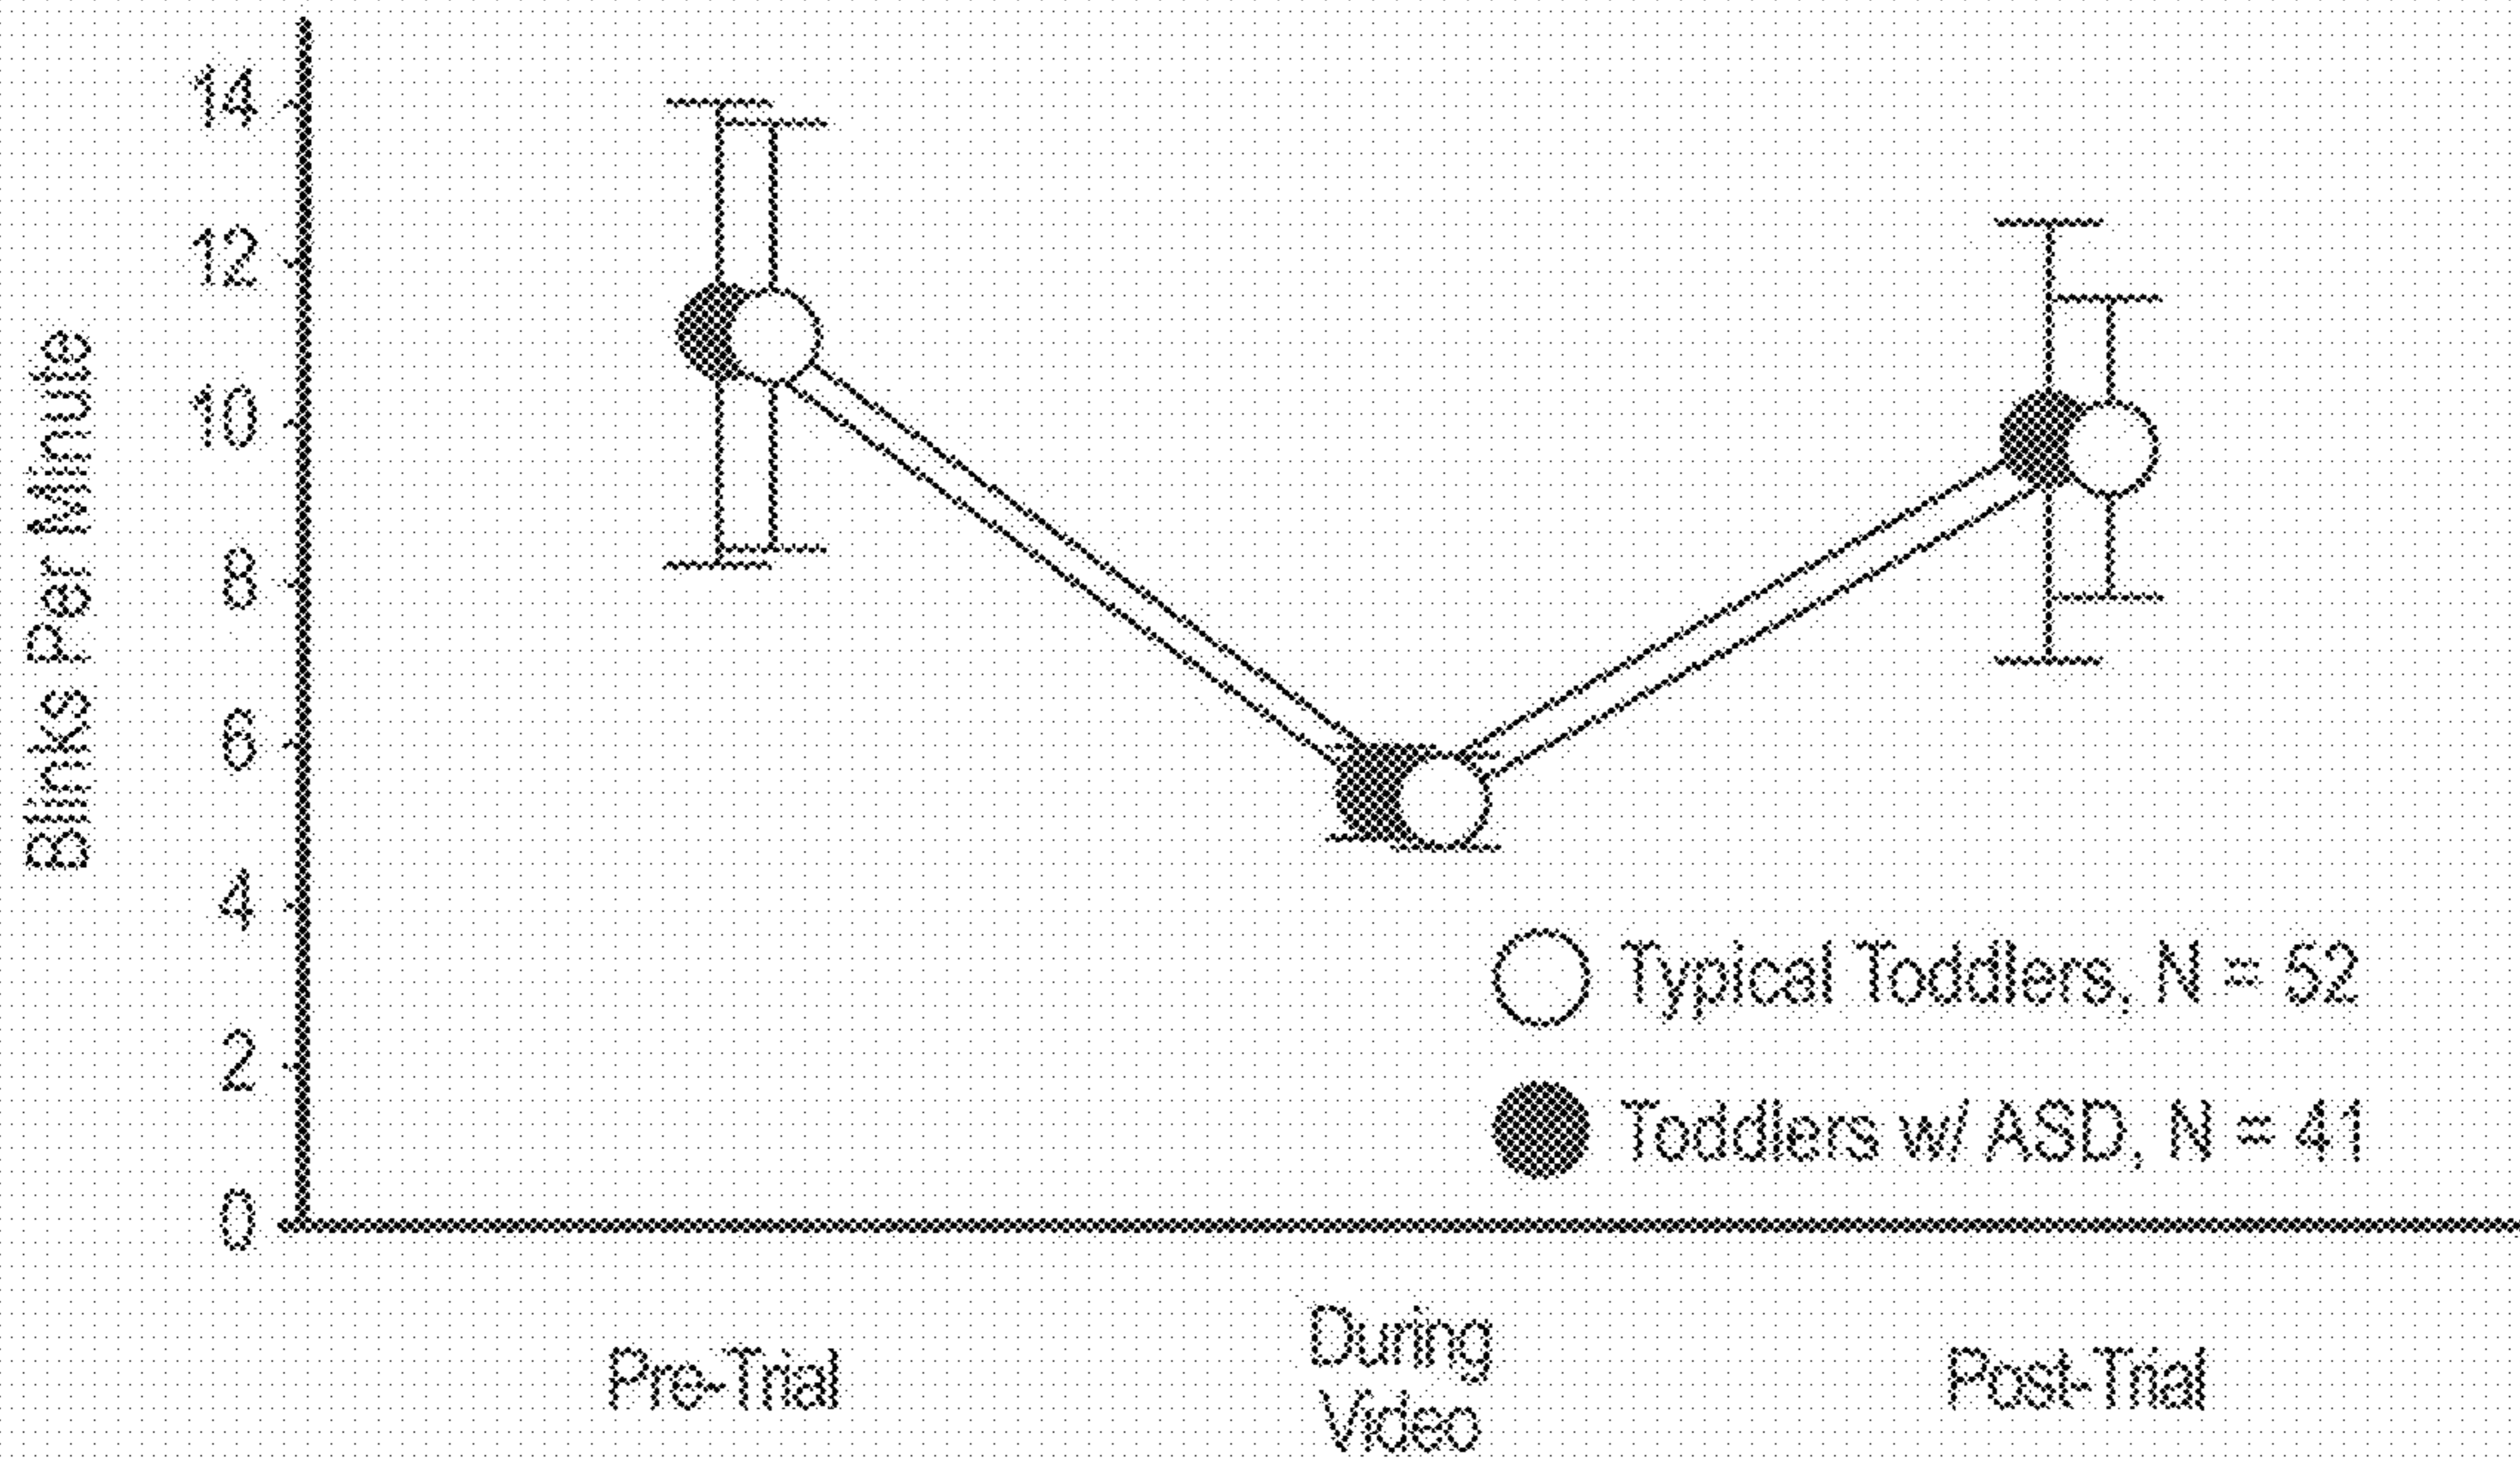 14
12
10
8
6
4
2
0
Blinks Per Minute
Typical Toddlers, N = 52
Toddlers w/ ASD, N = 41
Pre-Trial
During
Video
Post-Trial